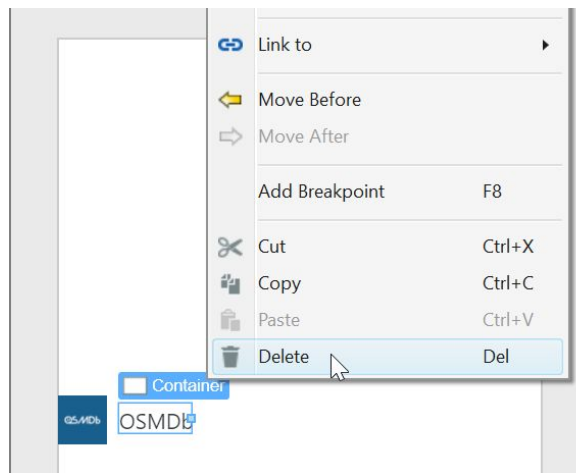 Link to
Move Before
Move After
Add Breakpoint F8
Cut Ctrl+X
Copy Ctrl+C
Paste Ctrl+V
Delete Del
Container
OSMDb OSMDb